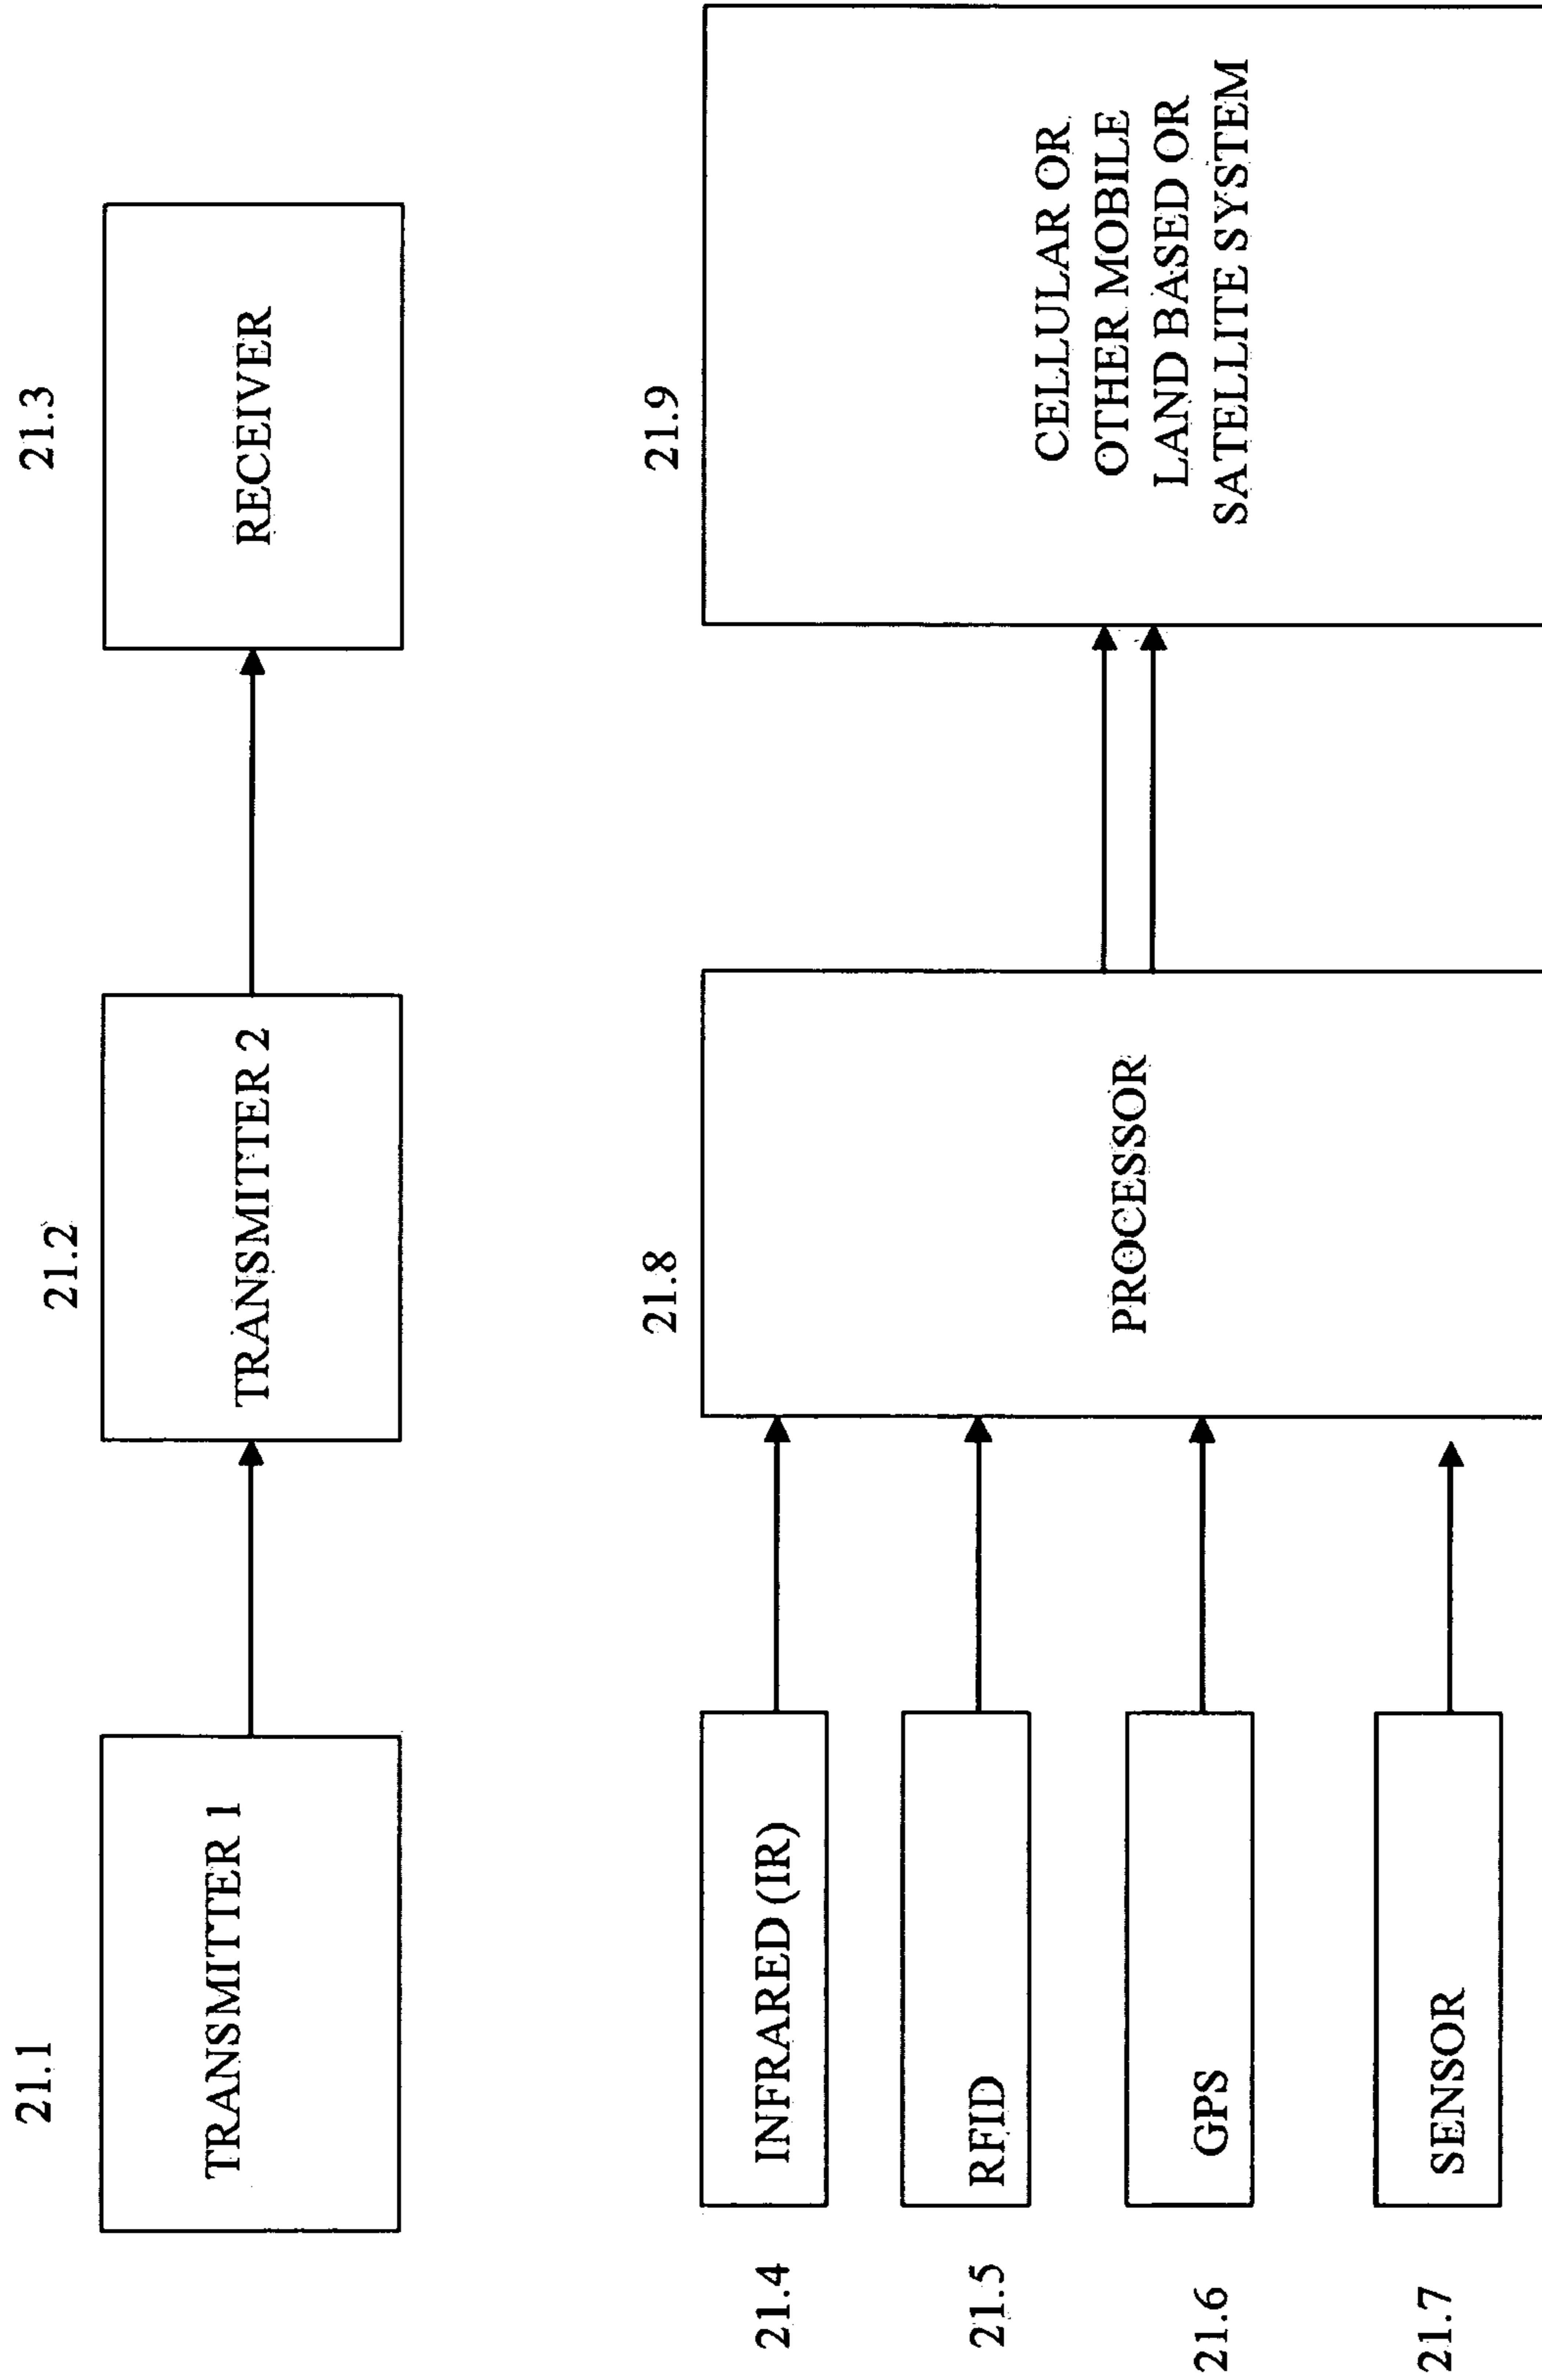 21.1
21.2
21.3
TRANSMITTER 1
TRANSMITTER 2
RECEIVER
21.4
INFRARED (IR)
21.5
RFID
21.6
GPS
21.7
SENSOR
21.8
PROCESSOR
21.9
CELLULAR OR
OTHER MOBILE
LAND BASED OR
SATELLITE SYSTEM